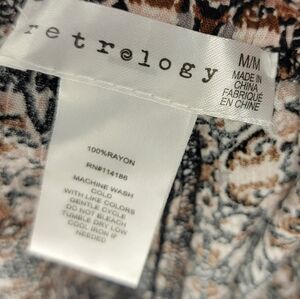 retrology
M/M
MADE IN
CHINA
FABRIQUÉ
EN CHINE
100%RAYON
RN#114186
MACHINE WASH
COLD
WITH LIKE COLORS
GENTLE CYCLE
DO NOT BLEACH
TUMBLE DRY LOW
COOL IRON IF
NEEDED